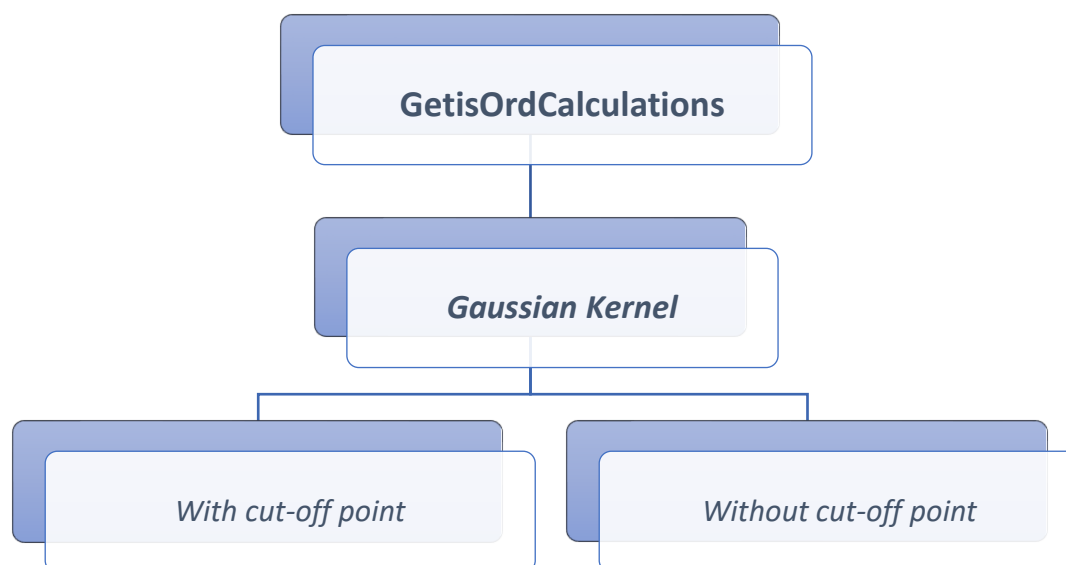 GetisOrdCalculations
Gaussian Kernel
With cut-off point
Without cut-off point